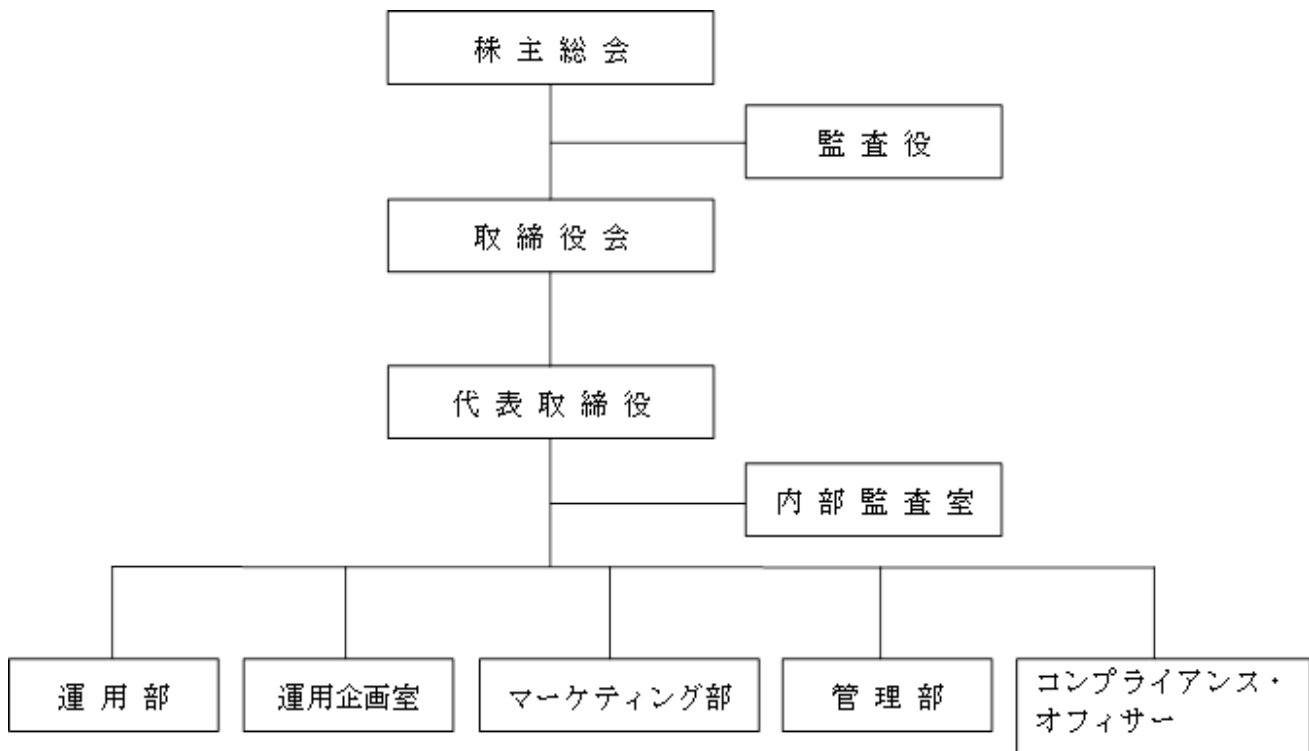 株主総会
監査役
取締役会
代表取締役
内部監査室
運用部
運用企画室
マーケティング部
管理部
コンプライアンス・
オフィサー